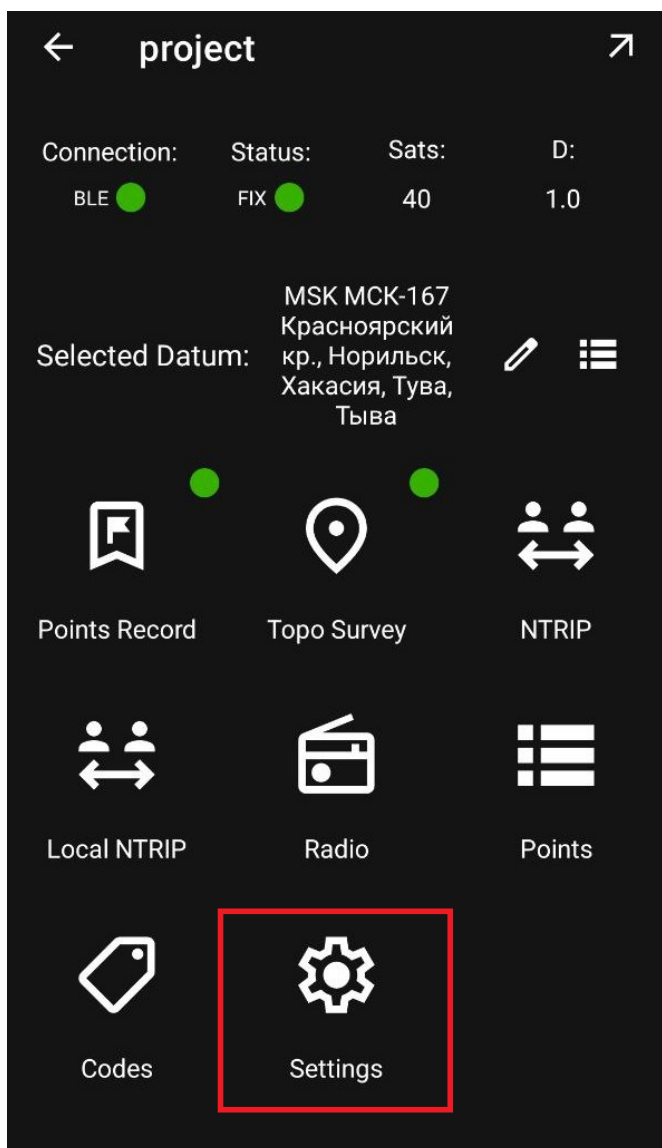 project
Connection: Status: Sats: D:
BLE FIX 40 1.0
MSK МСК-167
Красноярский
Selected Datum: кр., Норильск,
Хакасия, Тува,
Тыва
Points Record Topo Survey NTRIP
Local NTRIP Radio Points
Codes Settings